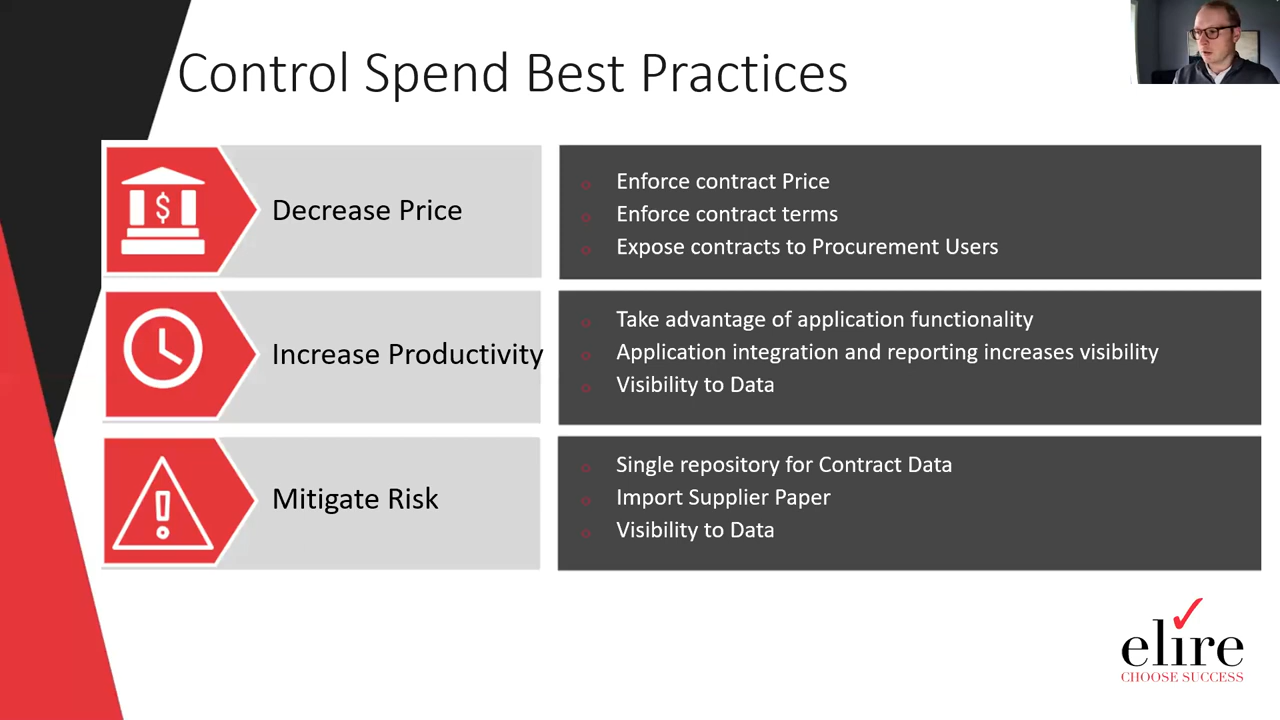 Control Spend Best Practices
$
Decrease Price
Enforce contract Price
Enforce contract terms
Expose contracts to Procurement Users
Increase Productivity
Take advantage of application functionality
Application integration and reporting increases visibility
Visibility to Data
Mitigate Risk
Single repository for Contract Data
Import Supplier Paper
Visibility to Data
elire
CHOOSE SUCCESS